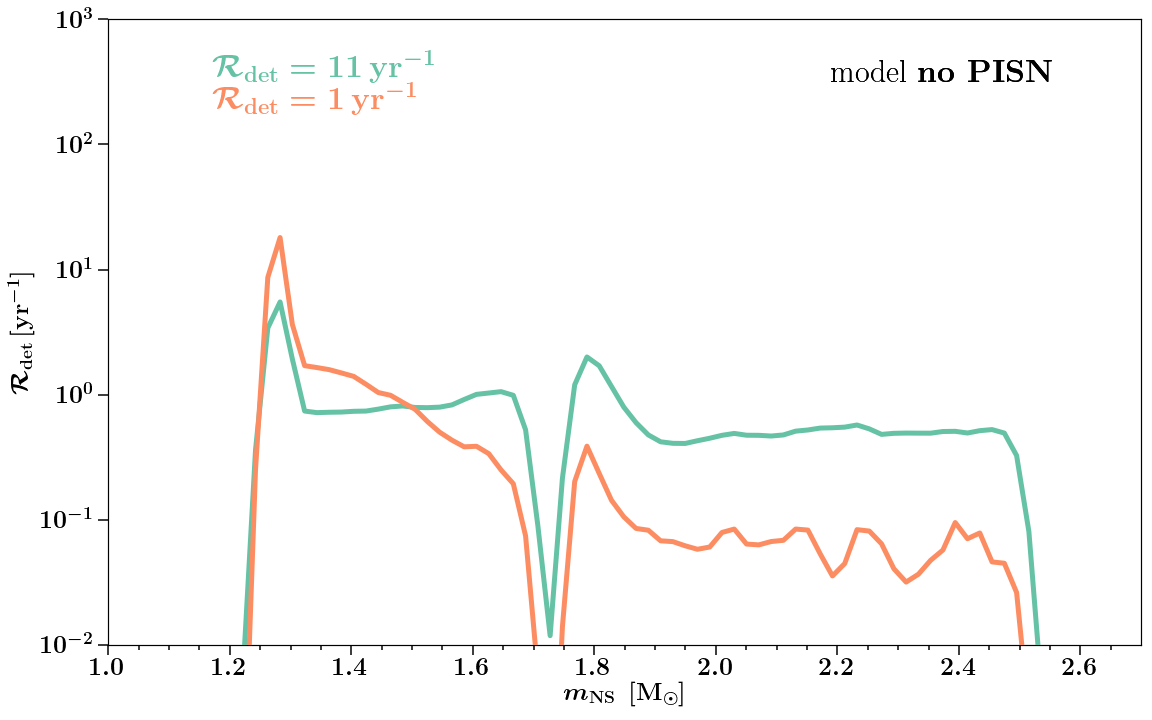 𝓡_det = 11 yr⁻¹
𝓡_det = 1 yr⁻¹
model no PISN
𝓡_det [yr⁻¹]
10³
10²
10¹
10⁰
10⁻¹
10⁻²
1.0 1.2 1.4 1.6 1.8 2.0 2.2 2.4 2.6
m_NS [M_⊙]